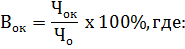 Вок = Чок/Чо х 100%, где: